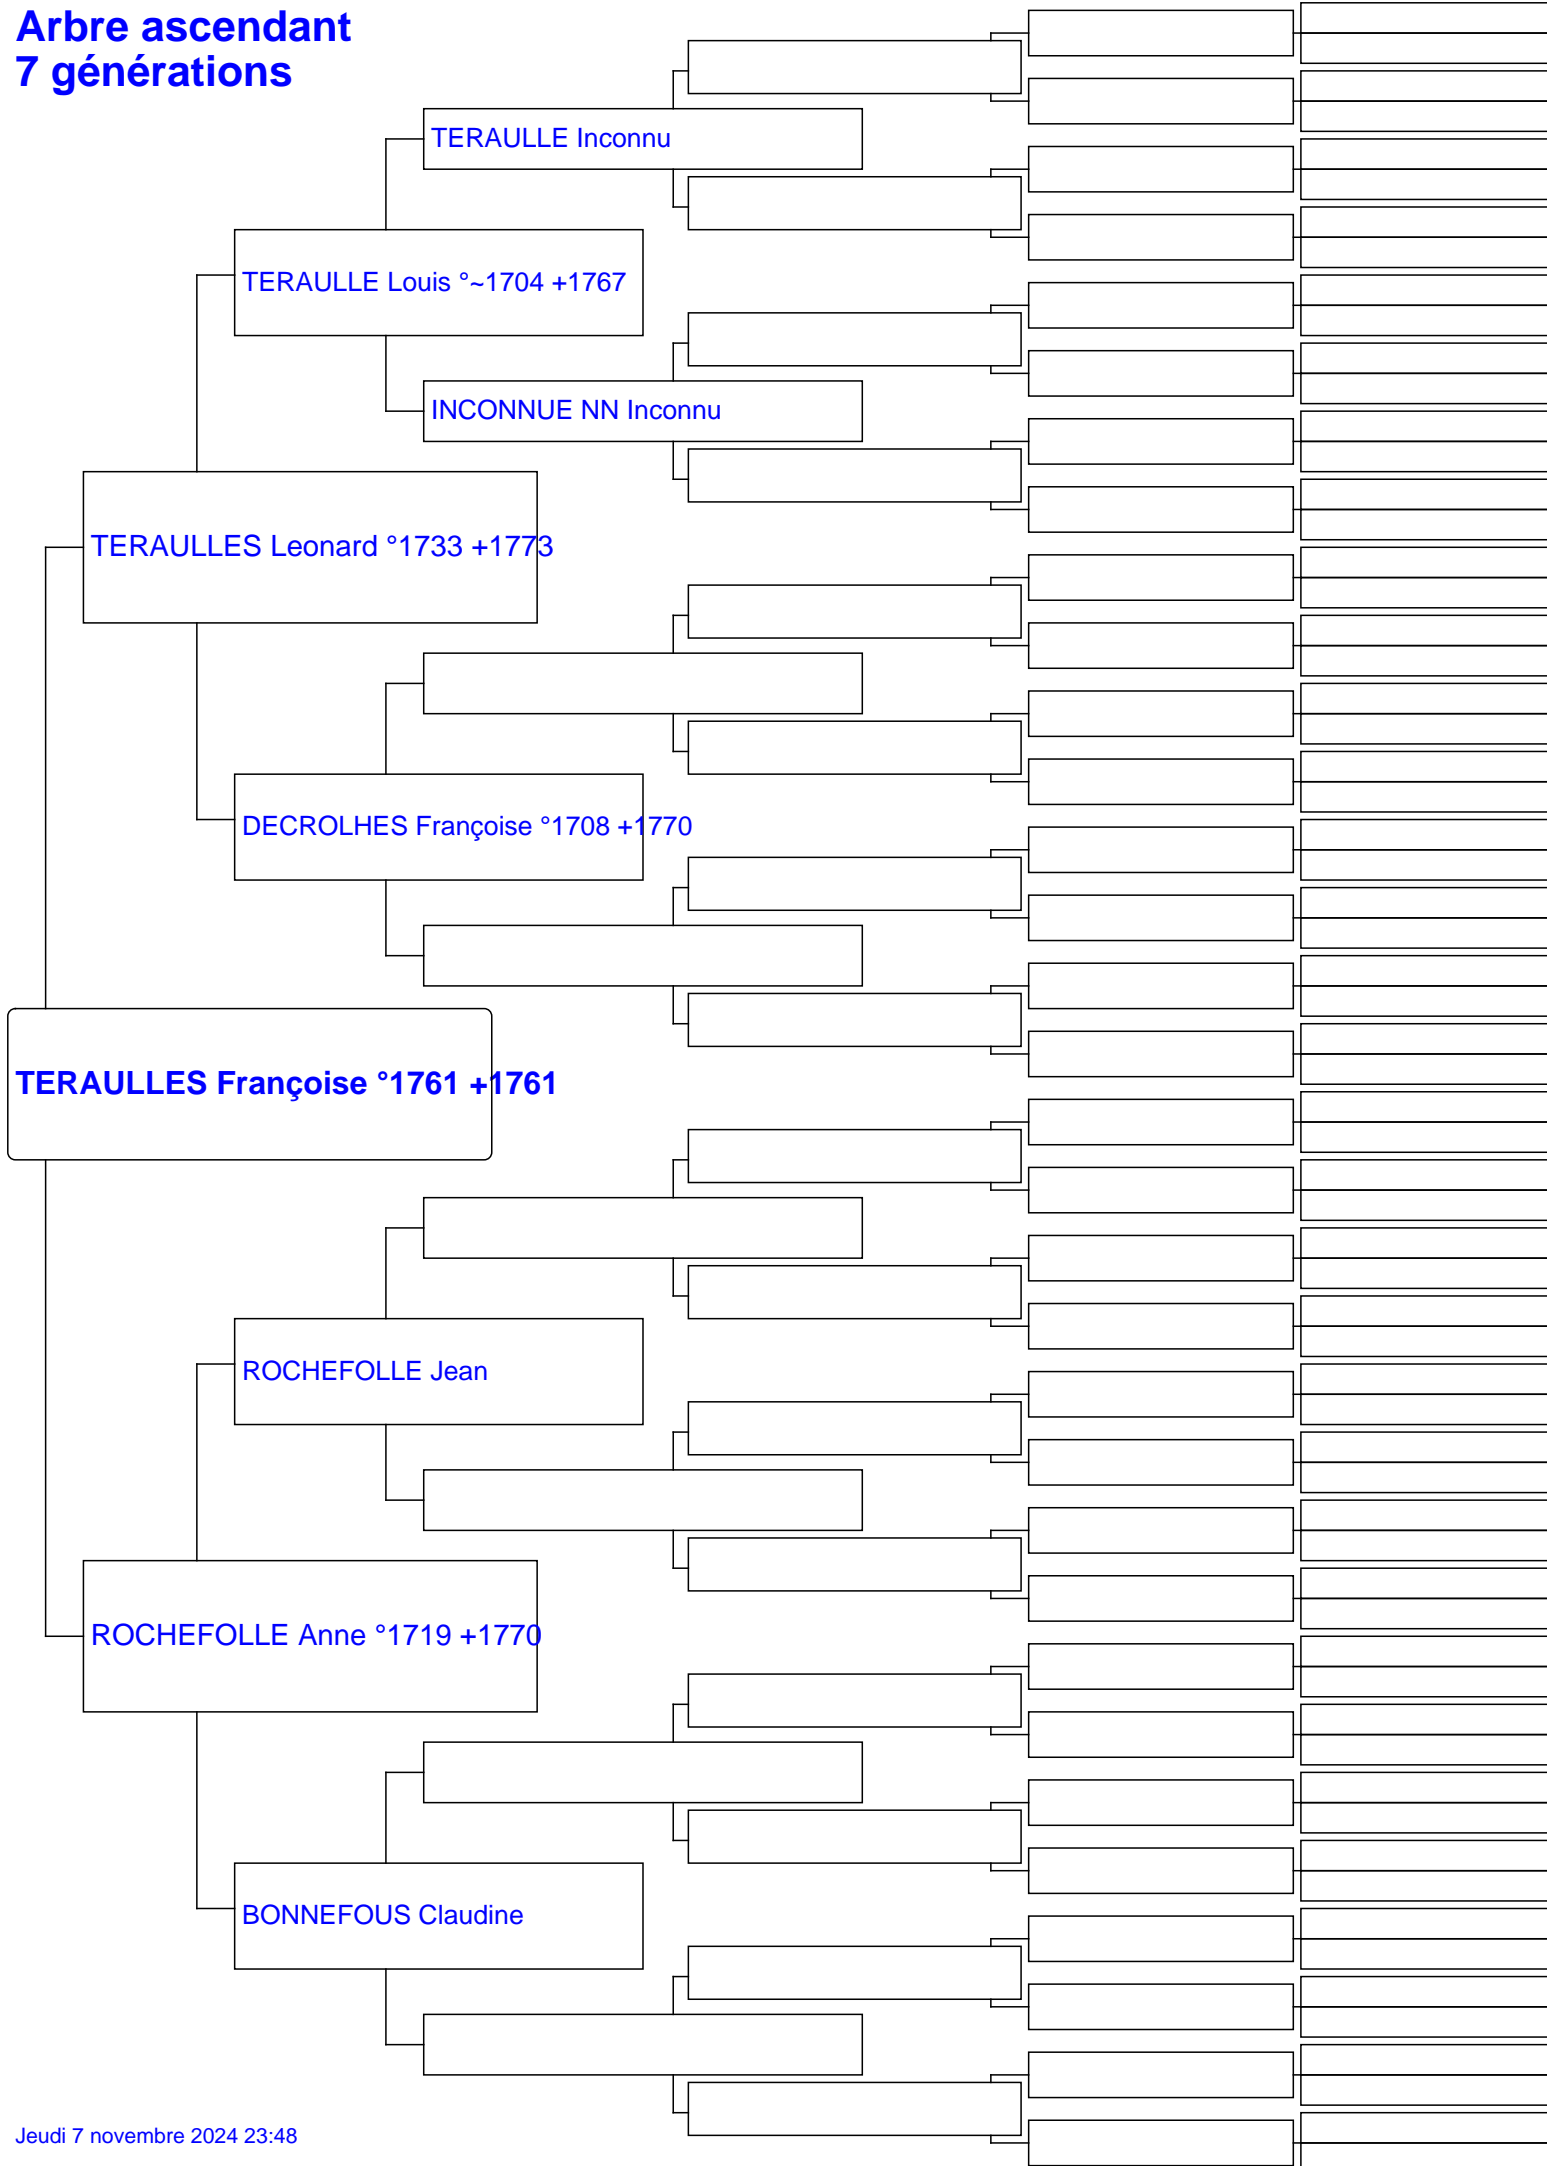 Arbre ascendant
7 générations
TERAULLE Inconnu
TERAULLE Louis °~1704 +1767
INCONNUE NN Inconnu
TERAULLES Leonard °1733 +1773
DECROLHES Françoise °1708 +1770
TERAULLES Françoise °1761 +1761
ROCHEFOLLE Jean
ROCHEFOLLE Anne °1719 +1770
BONNEFOUS Claudine
Jeudi 7 novembre 2024 23:48